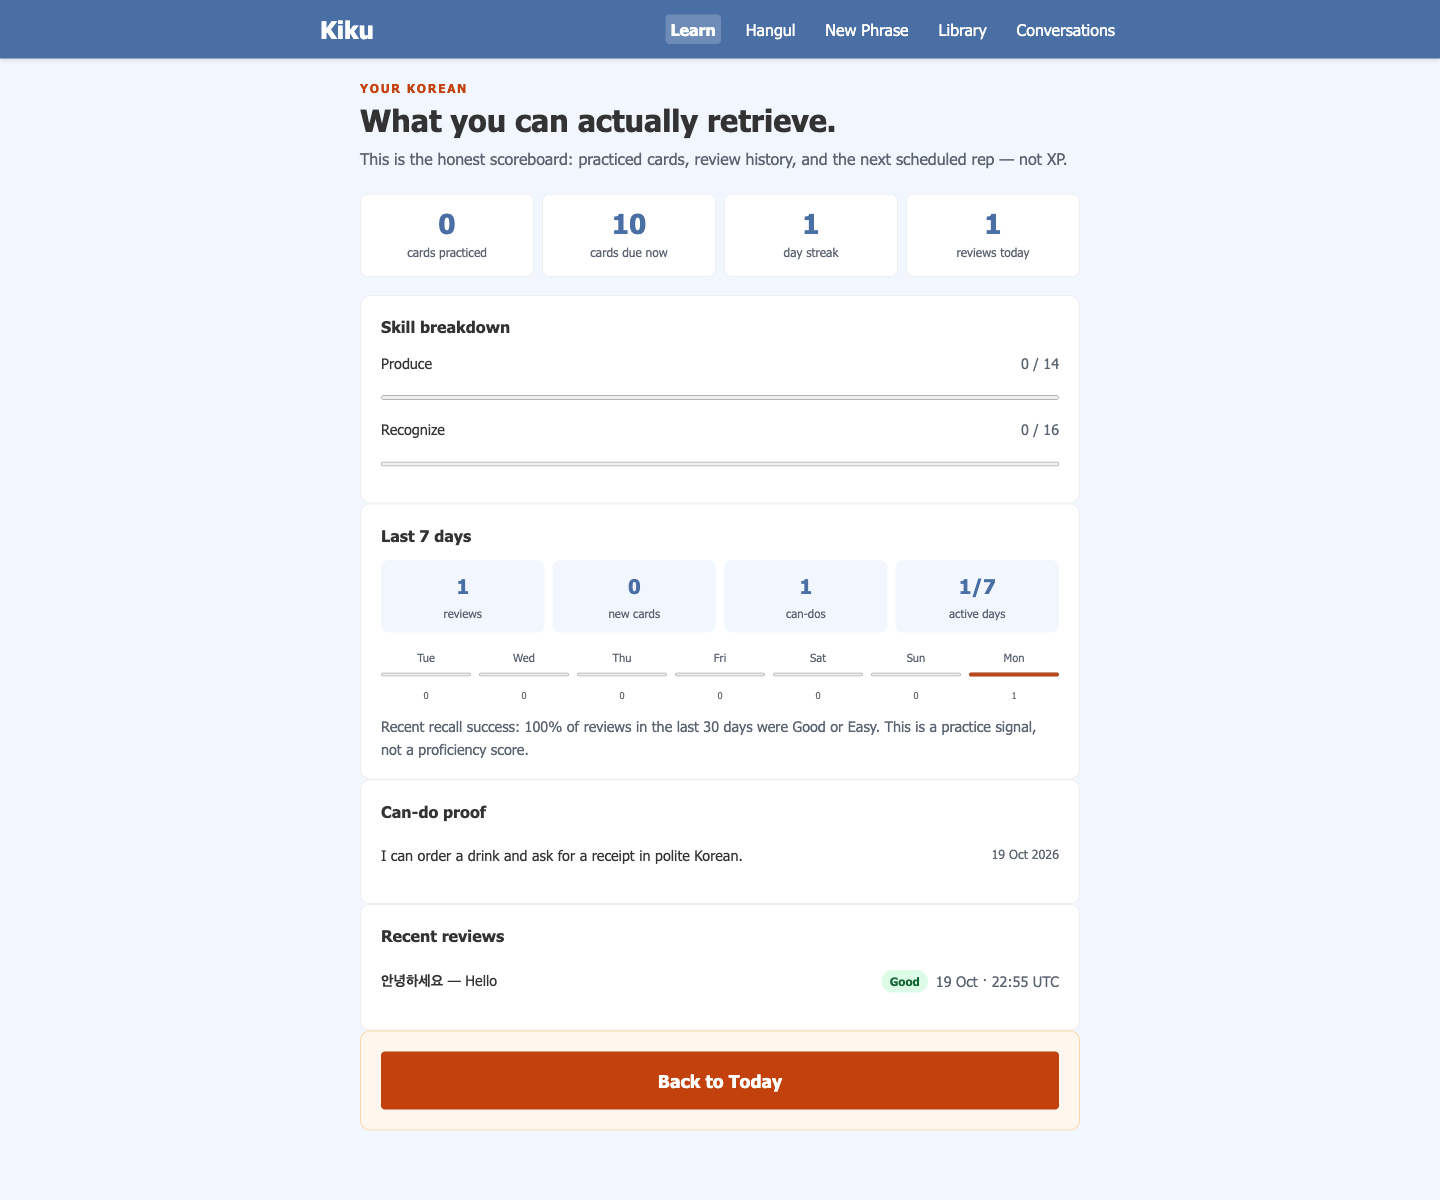 Kiku
Learn
Hangul
New Phrase
Library
Conversations
YOUR KOREAN
What you can actually retrieve.
This is the honest scoreboard: practiced cards, review history, and the next scheduled rep — not XP.
0
cards practiced
10
cards due now
1
day streak
1
reviews today
Skill breakdown
Produce
0 / 14
Recognize
0 / 16
Last 7 days
1
reviews
0
new cards
1
can-dos
1/7
active days
Tue
0
Wed
0
Thu
0
Fri
0
Sat
0
Sun
0
Mon
1
Recent recall success: 100% of reviews in the last 30 days were Good or Easy. This is a practice signal,
not a proficiency score.
Can-do proof
I can order a drink and ask for a receipt in polite Korean.
19 Oct 2026
Recent reviews
안녕하세요 — Hello
Good
19 Oct · 22:55 UTC
Back to Today